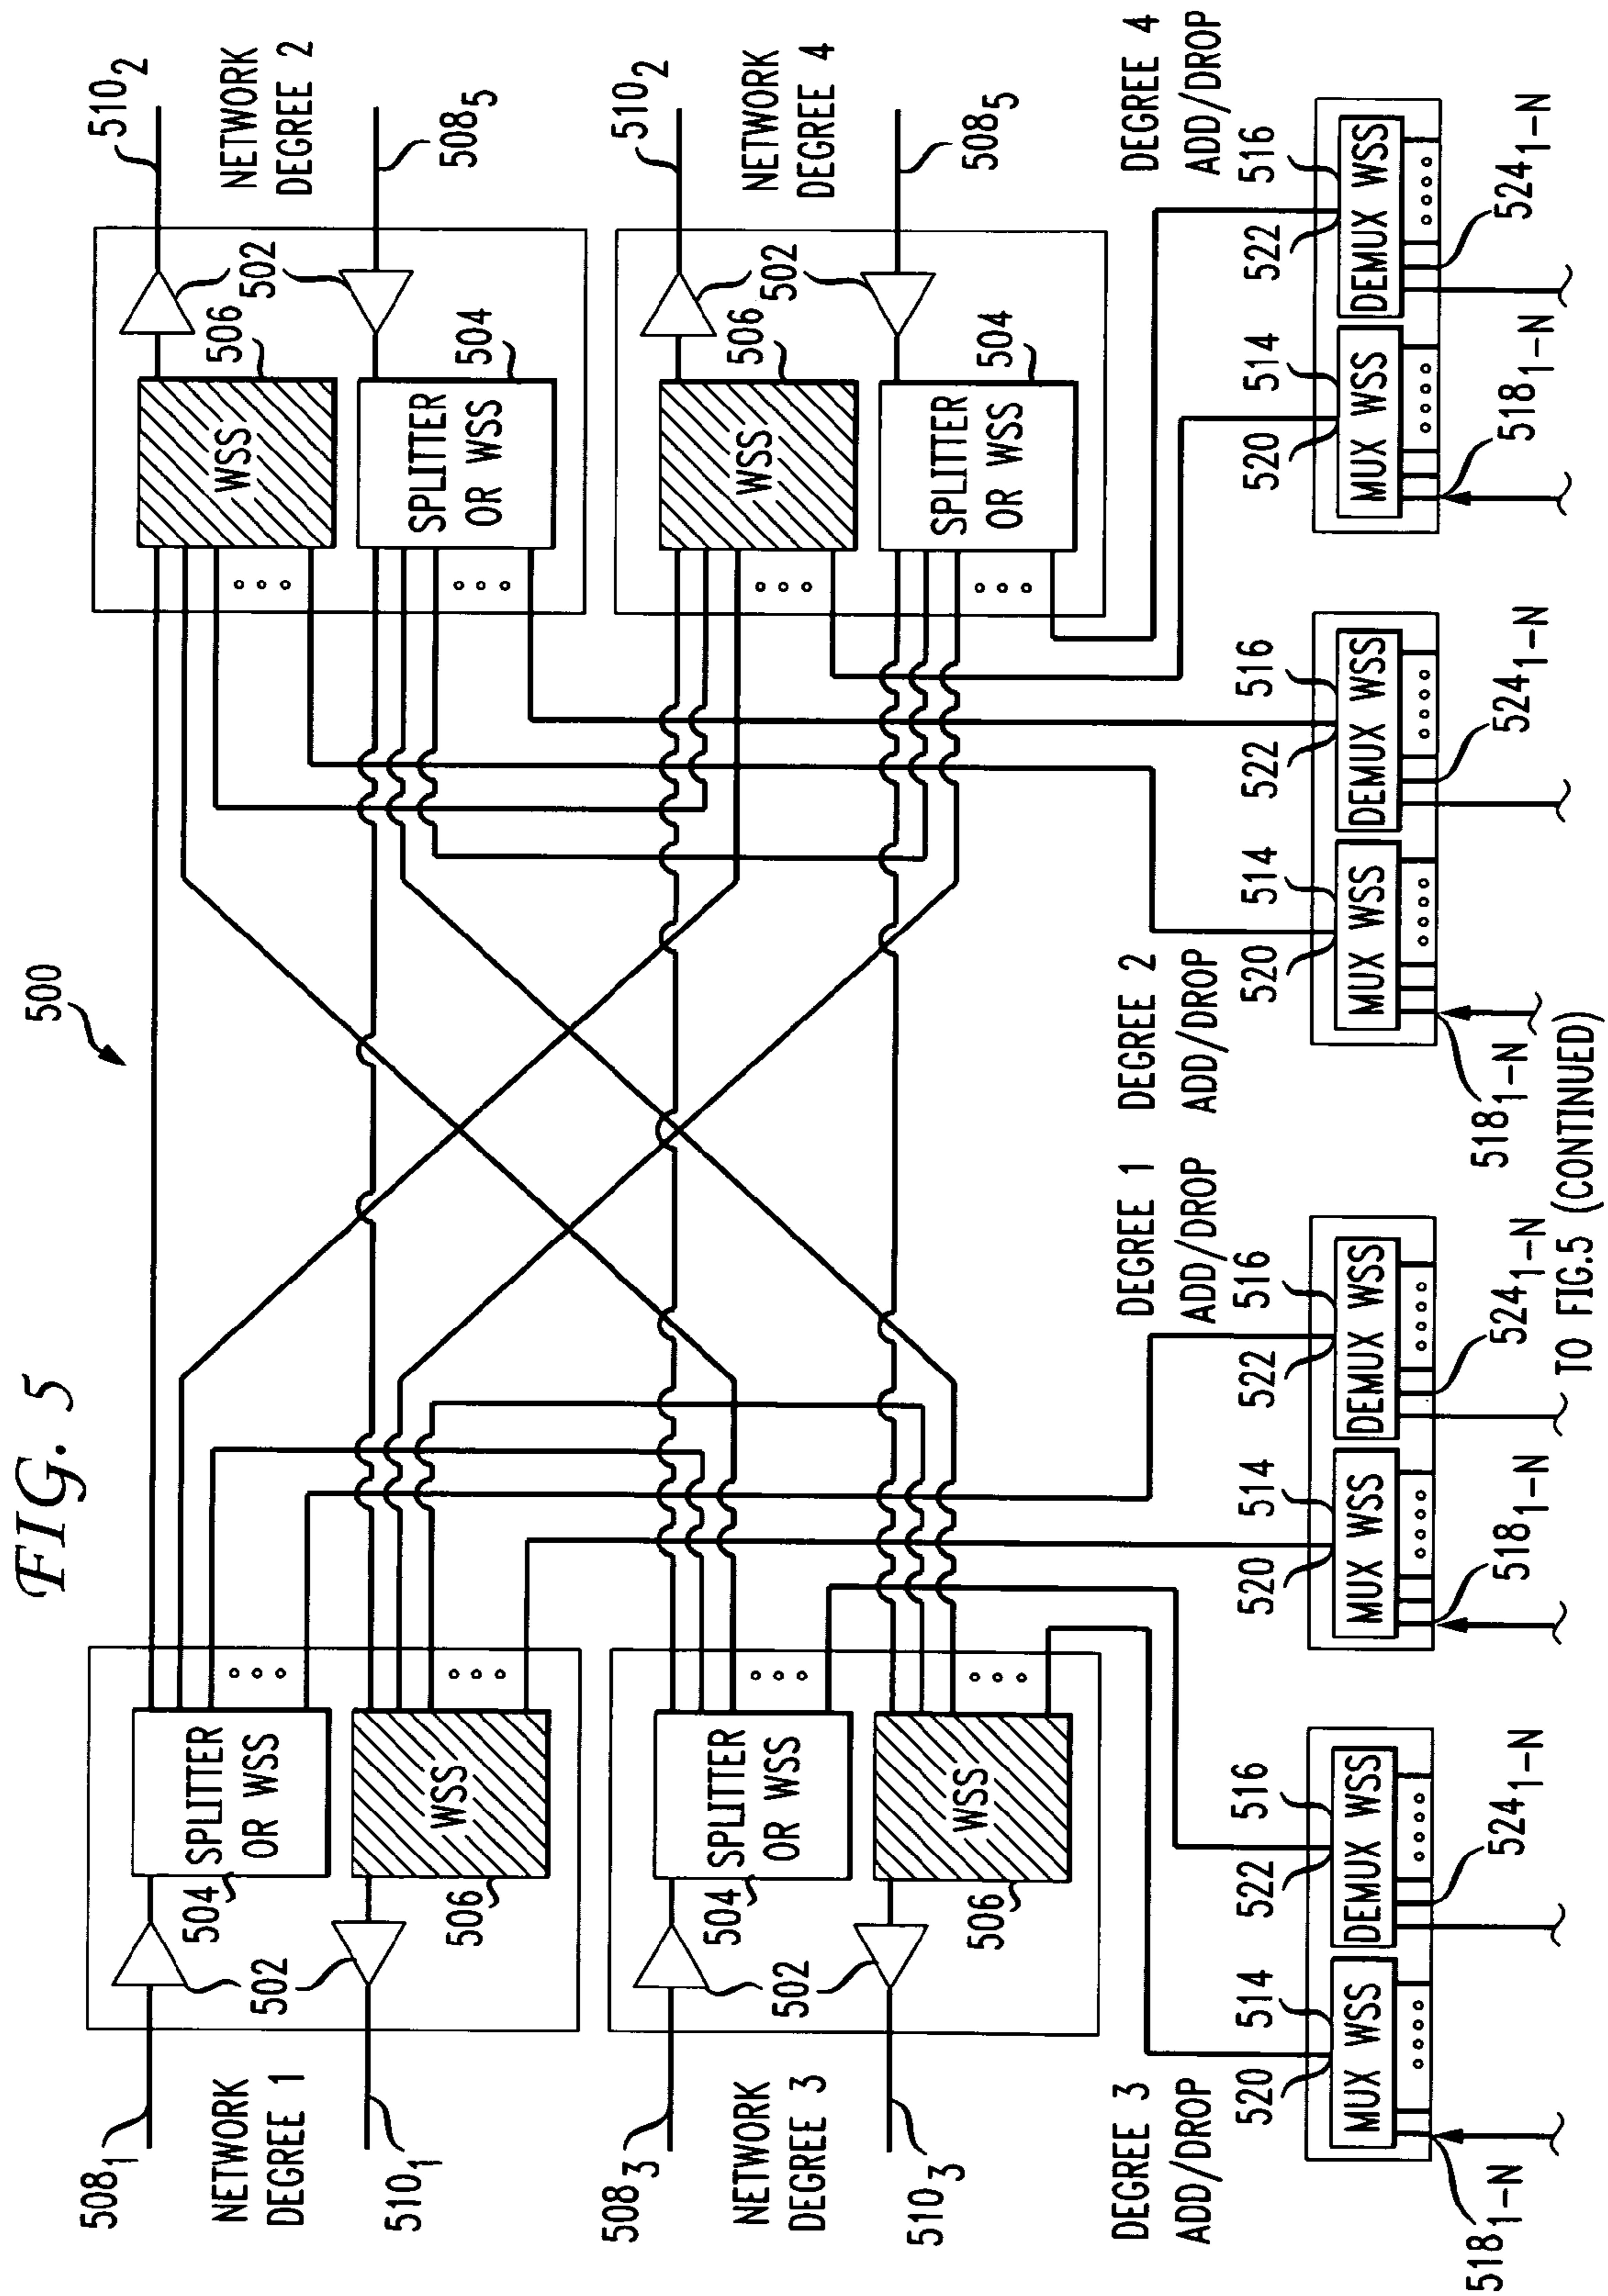 FIG. 5
500
508₁
NETWORK
DEGREE 1
510₁
502
504
SPLITTER
OR WSS
506
WSS
510₂
NETWORK
DEGREE 2
508₅
502
506
WSS
504
SPLITTER
OR WSS
508₃
NETWORK
DEGREE 3
510₃
502
504
SPLITTER
OR WSS
506
WSS
510₂
NETWORK
DEGREE 4
508₅
502
506
WSS
504
SPLITTER
OR WSS
DEGREE 3
ADD/DROP
520
514
522
516
MUX WSS
DEMUX WSS
518₁₋N
524₁₋N
DEGREE 1
ADD/DROP
520
514
522
516
MUX WSS
DEMUX WSS
518₁₋N
524₁₋N
DEGREE 2
ADD/DROP
520
514
522
516
MUX WSS
DEMUX WSS
518₁₋N
524₁₋N
DEGREE 4
ADD/DROP
520
514
522
516
MUX WSS
DEMUX WSS
518₁₋N
524₁₋N
TO FIG.5 (CONTINUED)